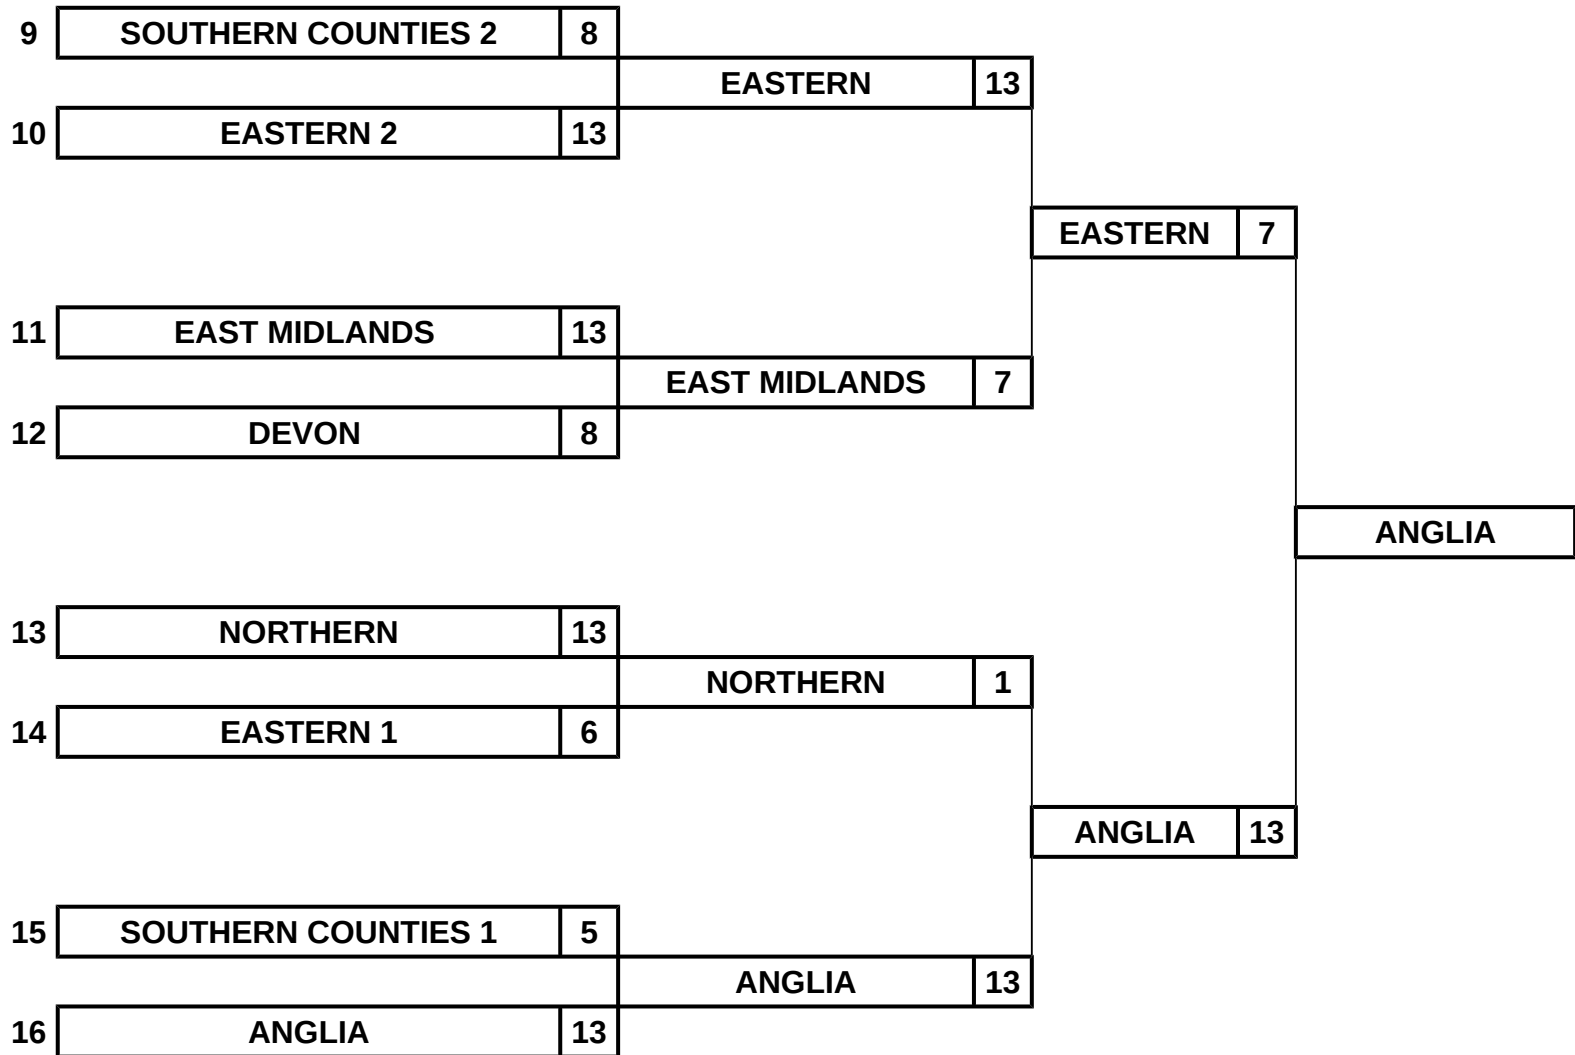 9 SOUTHERN COUNTIES 2 8
EASTERN 13
10 EASTERN 2 13
EASTERN 7
11 EAST MIDLANDS 13
EAST MIDLANDS 7
12 DEVON 8
ANGLIA
13 NORTHERN 13
NORTHERN 1
14 EASTERN 1 6
ANGLIA 13
15 SOUTHERN COUNTIES 1 5
ANGLIA 13
16 ANGLIA 13